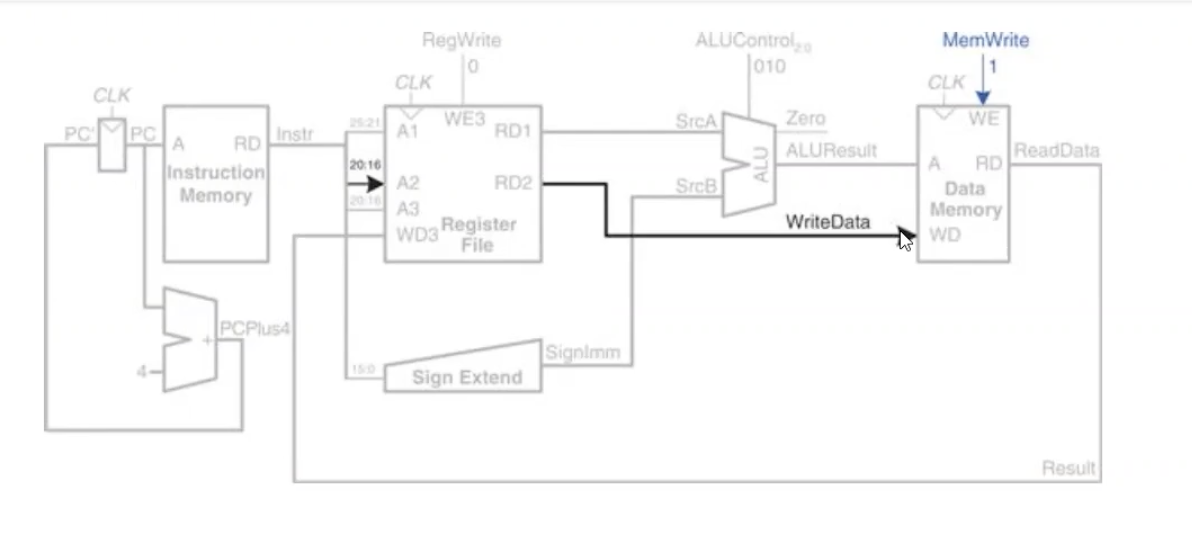 RegWrite
0
ALUControl2:0
010
MemWrite
1
CLK
PC'
PC
A
RD
Instr
Instruction
Memory
CLK
25:21
A1
WE3
RD1
20:16
A2
RD2
20:16
A3
WD3
Register
File
SrcA
SrcB
ALU
Zero
ALUResult
WriteData
CLK
WE
A
RD
Data
Memory
WD
ReadData
PCPlus4
+
4
15:0
Sign Extend
SignImm
Result